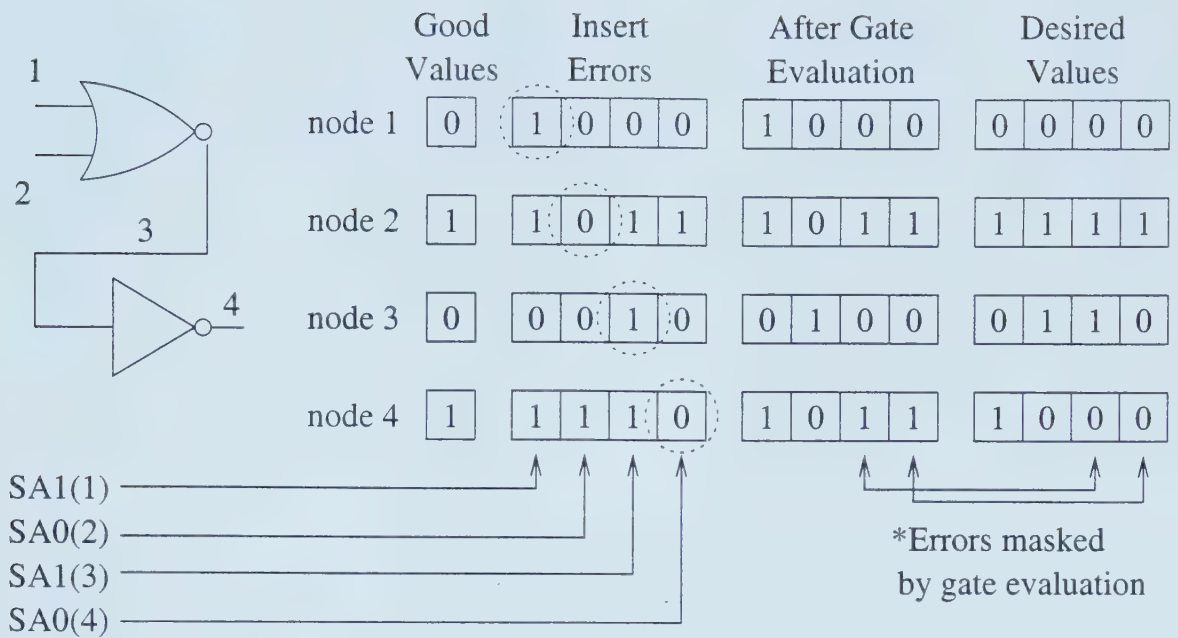 Good Insert After Gate Desired
Values Errors Evaluation Values
1
2
3
4
node 1 0 1 0 0 0 1 0 0 0 0 0 0 0
node 2 1 1 0 1 1 1 0 1 1 1 1 1 1
node 3 0 0 0 1 0 0 1 0 0 0 1 1 0
node 4 1 1 1 1 0 1 0 1 1 1 0 0 0
SA1(1)
SA0(2)
SA1(3)
SA0(4)
*Errors masked
by gate evaluation